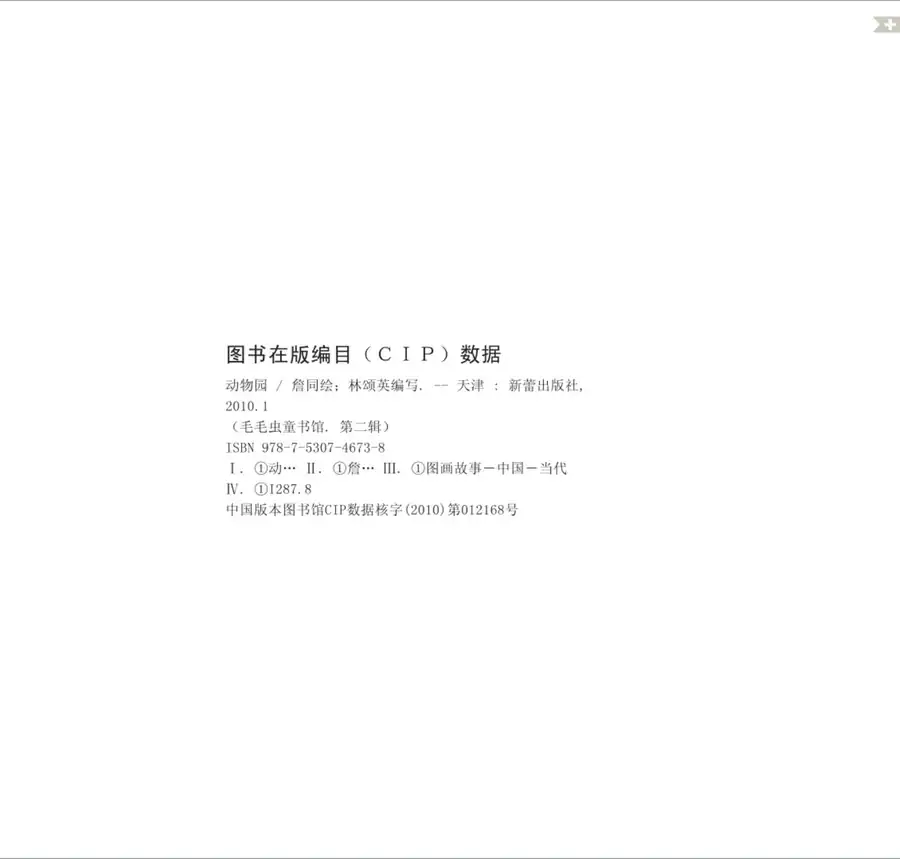 图书在版编目（ＣＩＰ）数据
动物园 / 詹同绘; 林颂英编写. -- 天津 : 新蕾出版社,
2010.1
（毛毛虫童书馆. 第二辑）
ISBN 978-7-5307-4673-8
Ⅰ. ①动… Ⅱ. ①詹… Ⅲ. ①图画故事－中国－当代
Ⅳ. ①I287.8
中国版本图书馆CIP数据核字(2010)第012168号